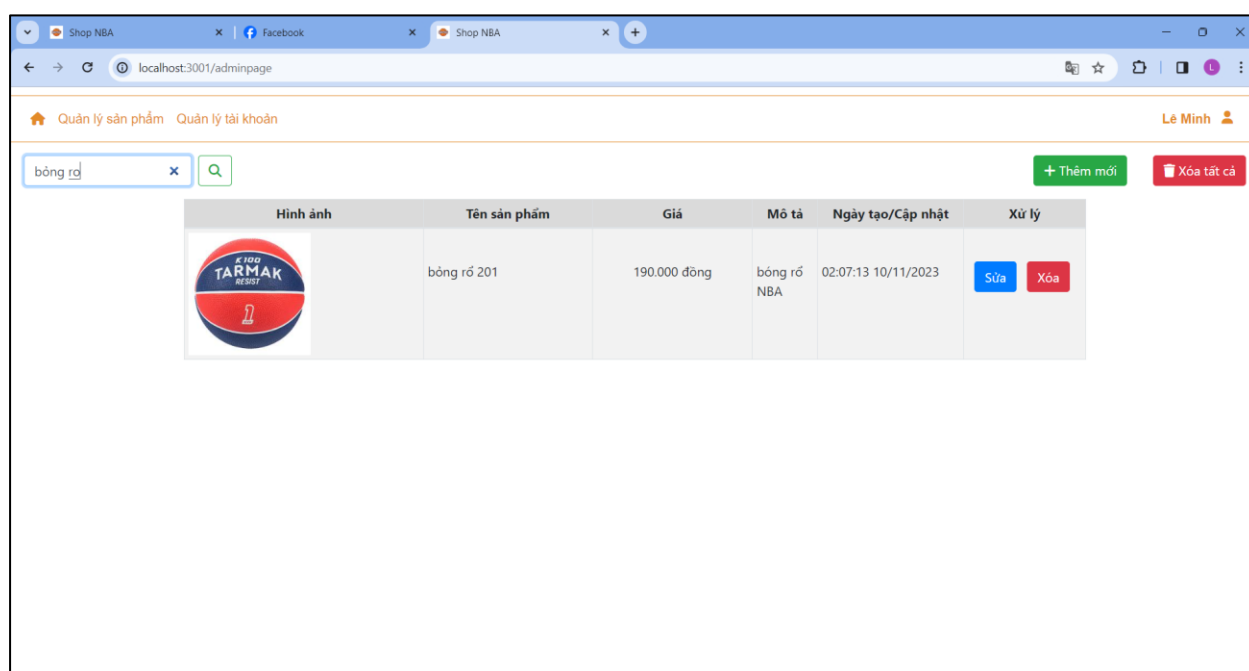 Shop NBA
Facebook
Shop NBA
localhost:3001/adminpage
L
Quản lý sản phẩm Quản lý tài khoản
Lê Minh
bóng ro
Thêm mới
Xóa tất cả
Hình ảnh Tên sản phẩm Giá Mô tả Ngày tạo/Cập nhật Xử lý
K100
TARMAK
RESIST
1
bóng rổ 201 190.000 đồng bóng rổ 02:07:13 10/11/2023 Sửa Xóa
NBA